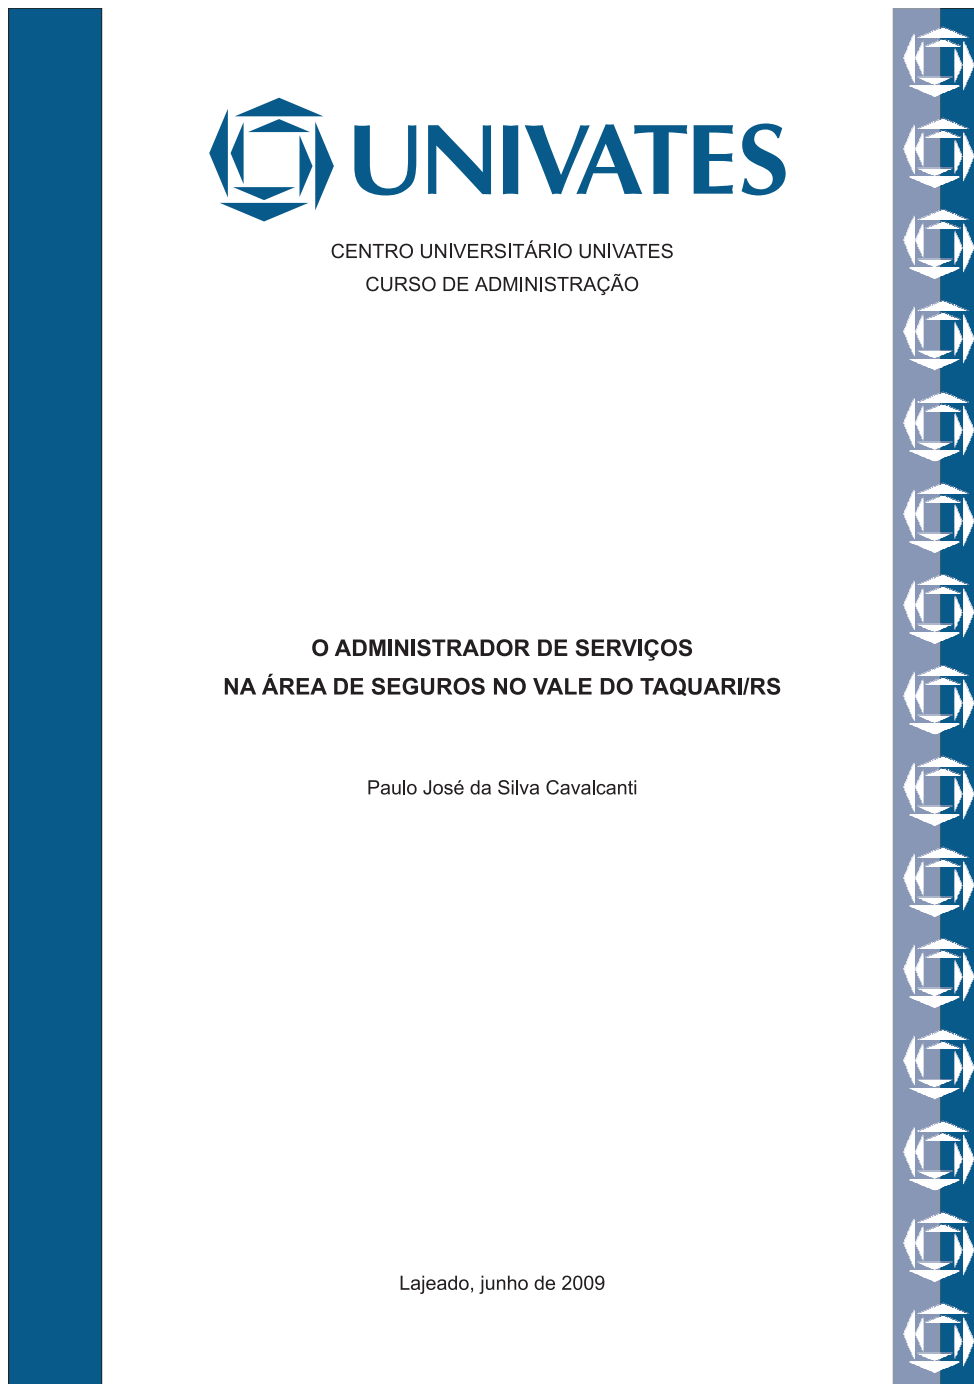 UNIVATES
CENTRO UNIVERSITÁRIO UNIVATES
CURSO DE ADMINISTRAÇÃO
O ADMINISTRADOR DE SERVIÇOS
NA ÁREA DE SEGUROS NO VALE DO TAQUARI/RS
Paulo José da Silva Cavalcanti
Lajeado, junho de 2009